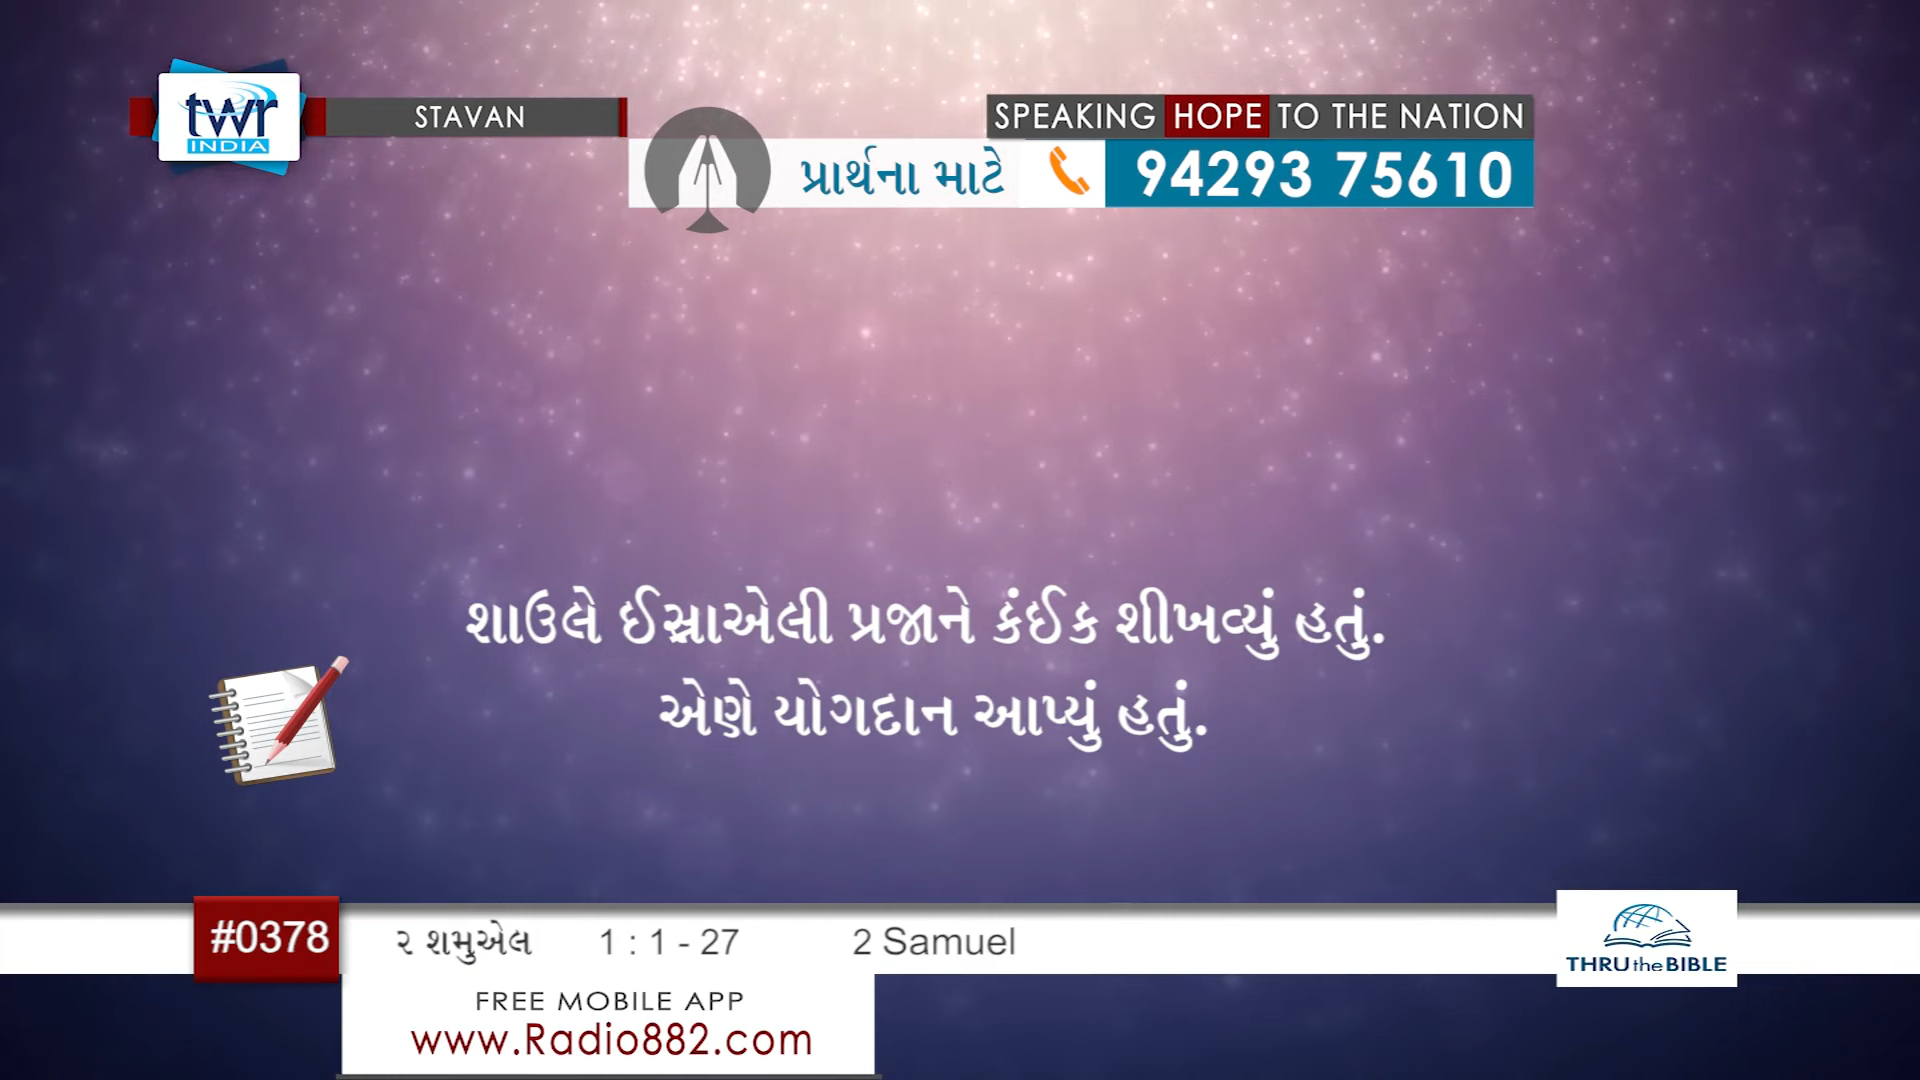 twr
INDIA
STAVAN
SPEAKING HOPE TO THE NATION
પ્રાર્થના માટે 94293 75610
શાઉલે ઈસ્રાએલી પ્રજાને કંઈક શીખવ્યું હતું.
એણે યોગદાન આપ્યું હતું.
#0378 ૨ શમુએલ 1 : 1 - 27 2 Samuel
THRU the BIBLE
FREE MOBILE APP
www.Radio882.com